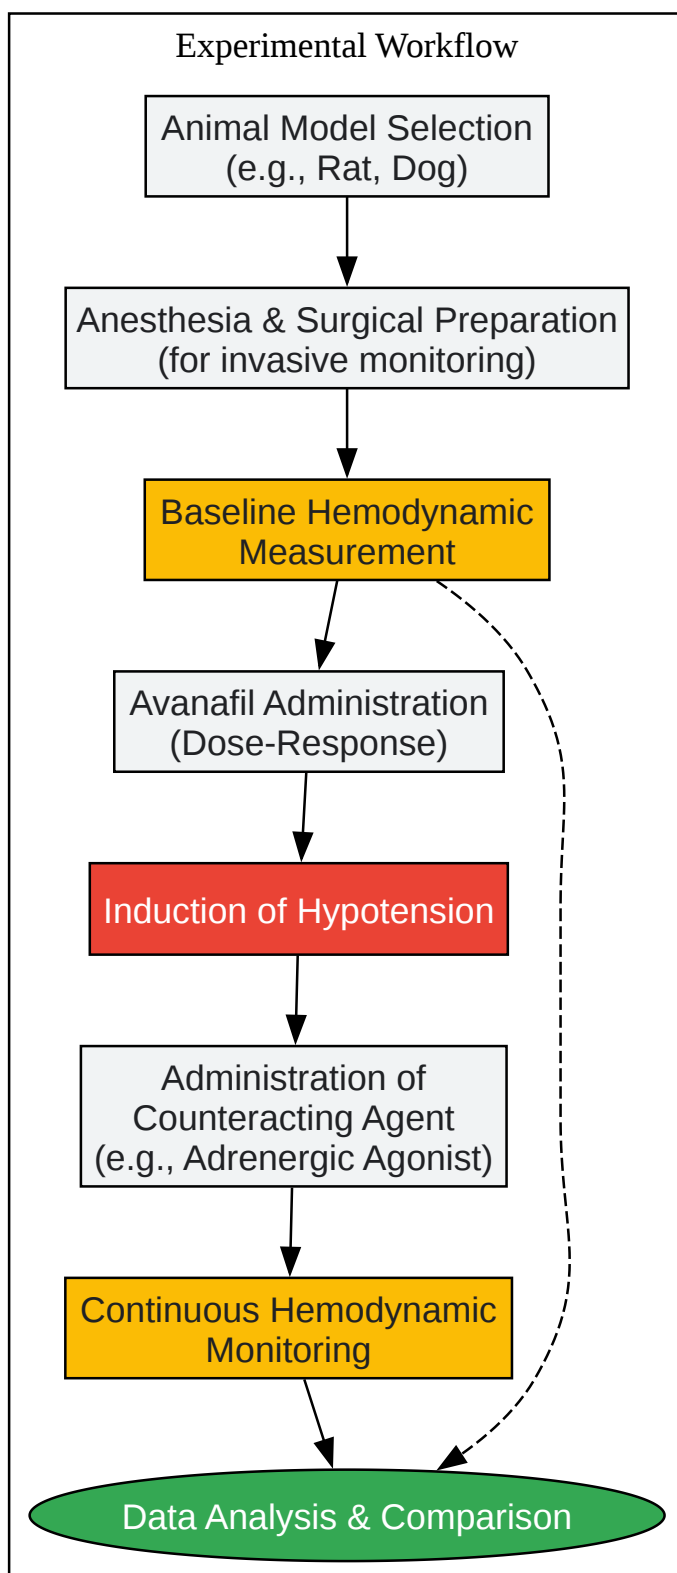 Experimental Workflow
Animal Model Selection
(e.g., Rat, Dog)
Anesthesia & Surgical Preparation
(for invasive monitoring)
Baseline Hemodynamic
Measurement
Avanafil Administration
(Dose-Response)
Induction of Hypotension
Administration of
Counteracting Agent
(e.g., Adrenergic Agonist)
Continuous Hemodynamic
Monitoring
Data Analysis & Comparison